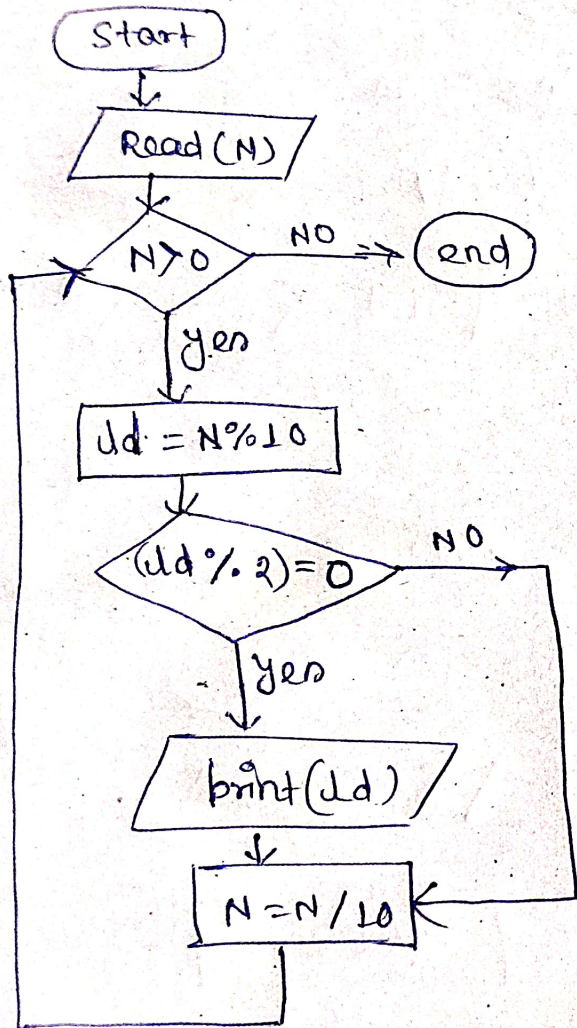 Start
Read (N)
N>0
NO
end
yes
ld = N%10
(ld % 2) = 0
NO
yes
print(ld)
N = N / 10